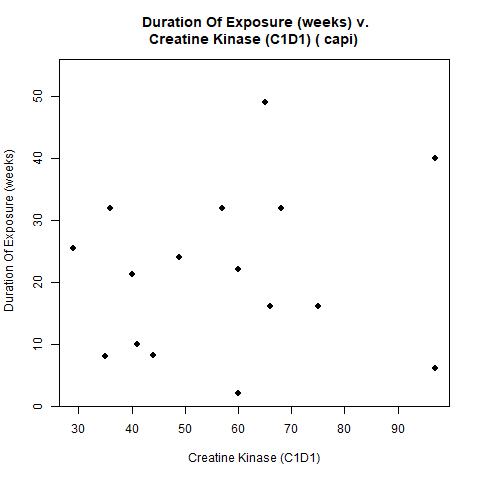 Duration Of Exposure (weeks) v.
Creatine Kinase (C1D1) ( capi)
Duration Of Exposure (weeks)
50
40
30
20
10
0
30 40 50 60 70 80 90
Creatine Kinase (C1D1)